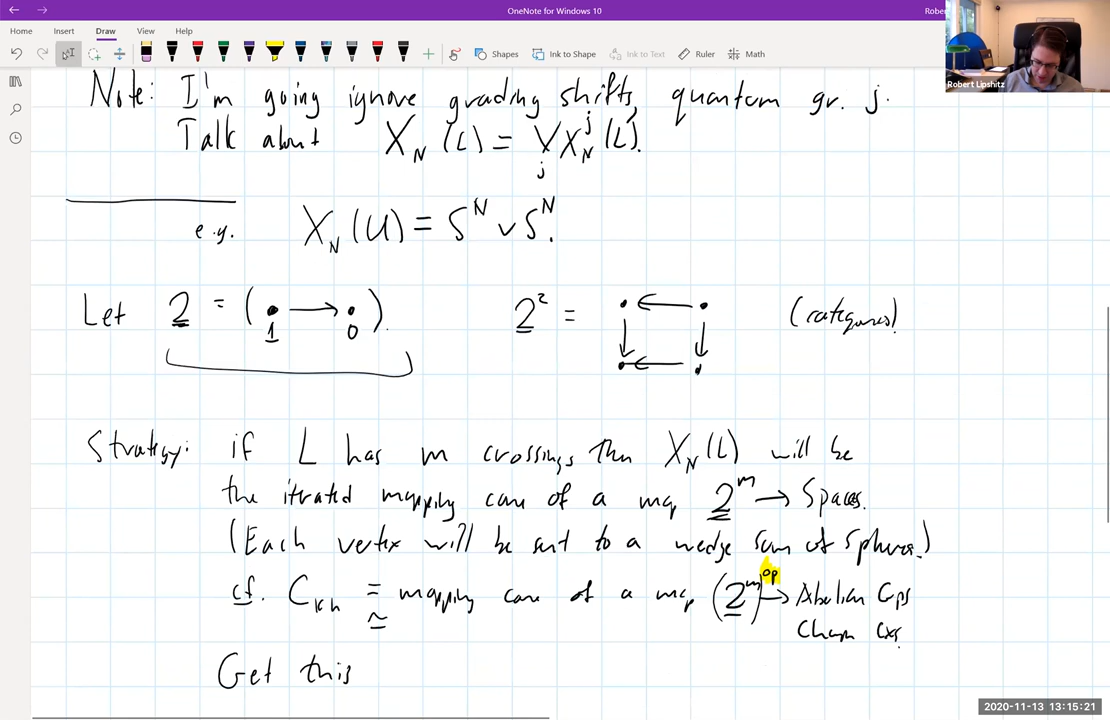 OneNote for Windows 10
Rober
Home Insert Draw View Help
Shapes Ink to Shape Ink to Text Ruler Math
Robert Lipshitz
Note: I'm going ignore grading shifts, quantum gr. j.
Talk about X_N (L) = ⋁_j X_N^j (L).
e.g. X_N (U) = S^N ∨ S^N.
Let 2 = (• ⟶ •). 2^2 = (categories)
1 0
Strategy: if L has m crossings then X_N (L) will be
the iterated mapping cone of a map 2^m → Spaces.
(Each vertex will be sent to a wedge sum of spheres.)
cf. C_Kh ≃ mapping cone of a map (2^m)^op → Abelian Gps
Chain Cxs.
Get this
2020-11-13 13:15:21